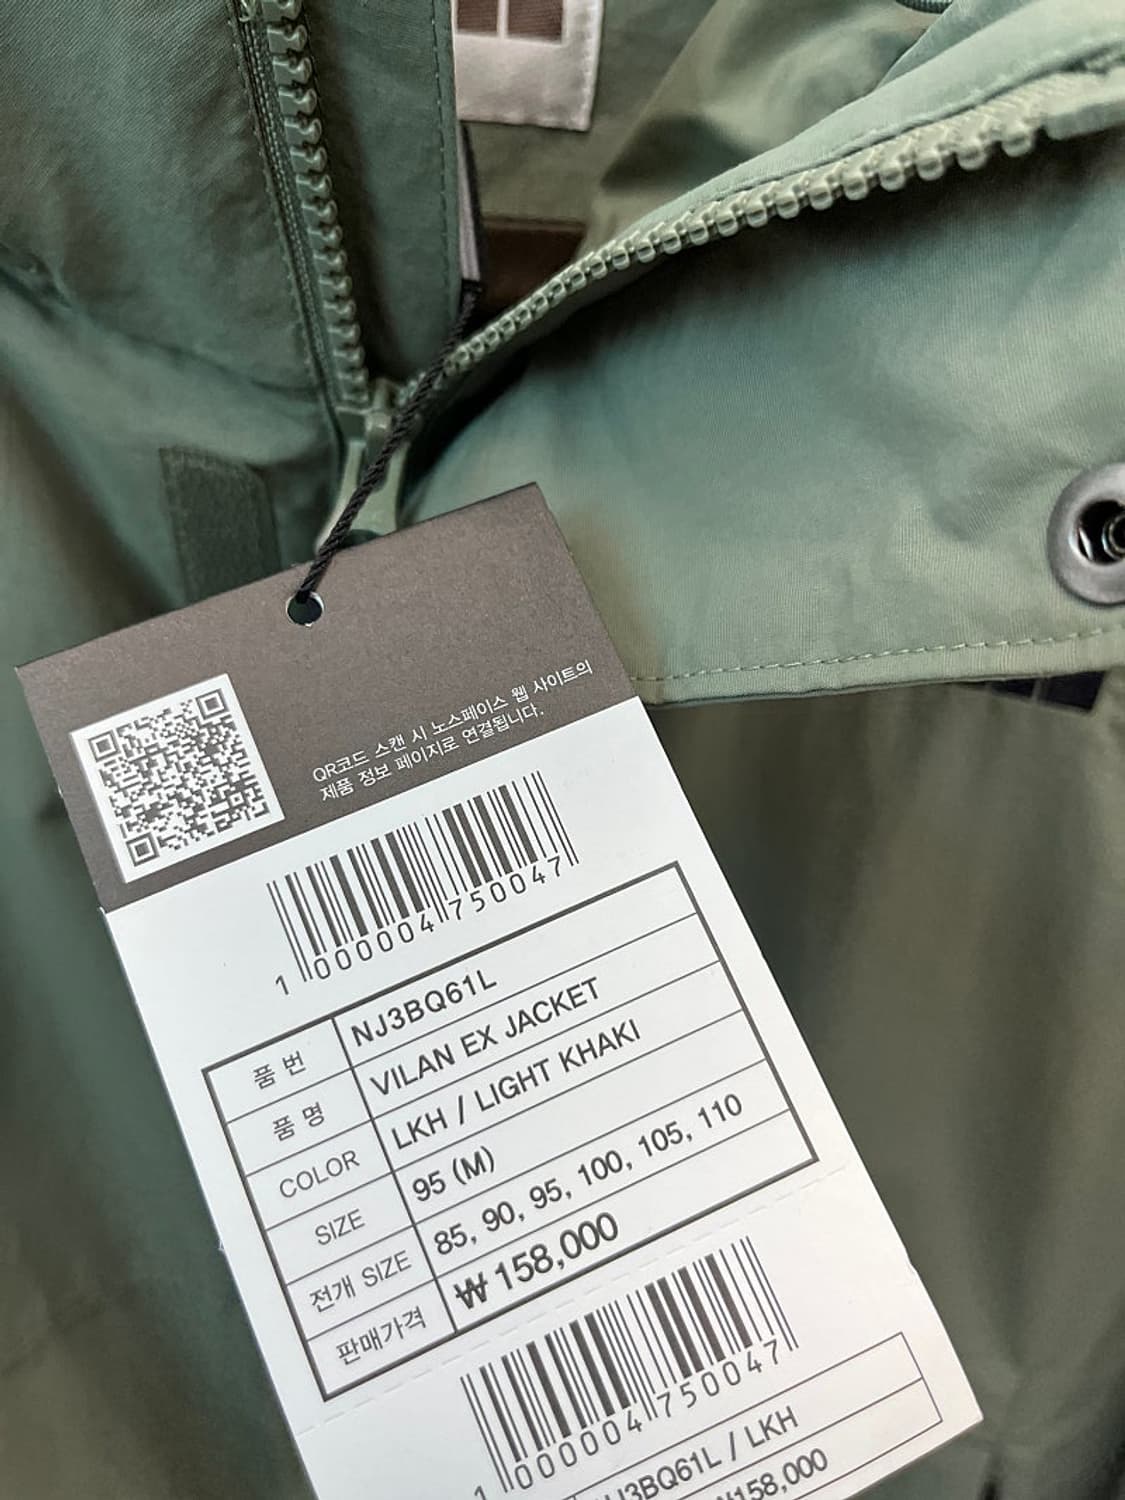 QR코드 스캔 시 노스페이스 웹 사이트의
제품 정보 페이지로 연결됩니다.
1 000004 750047
품 번 NJ3BQ61L
품 명 VILAN EX JACKET
COLOR LKH / LIGHT KHAKI
SIZE 95 (M)
전개 SIZE 85, 90, 95, 100, 105, 110
판매가격 ₩ 158,000
1 000004 750047
NJ3BQ61L / LKH
₩158,000